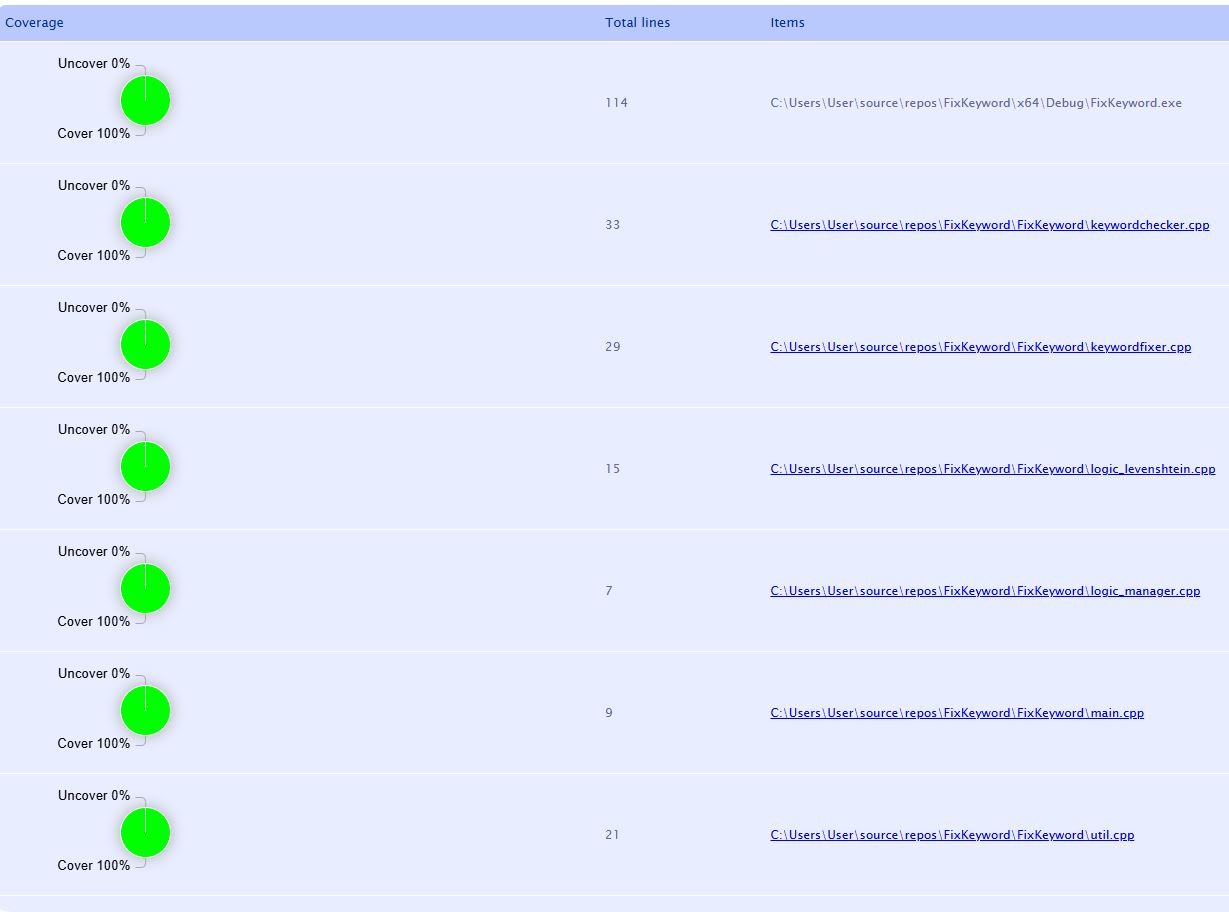 Coverage Total lines Items
Uncover 0%
114 C:\Users\User\source\repos\FixKeyword\x64\Debug\FixKeyword.exe
Cover 100%
Uncover 0%
33 C:\Users\User\source\repos\FixKeyword\FixKeyword\keywordchecker.cpp
Cover 100%
Uncover 0%
29 C:\Users\User\source\repos\FixKeyword\FixKeyword\keywordfixer.cpp
Cover 100%
Uncover 0%
15 C:\Users\User\source\repos\FixKeyword\FixKeyword\logic_levenshtein.cpp
Cover 100%
Uncover 0%
7 C:\Users\User\source\repos\FixKeyword\FixKeyword\logic_manager.cpp
Cover 100%
Uncover 0%
9 C:\Users\User\source\repos\FixKeyword\FixKeyword\main.cpp
Cover 100%
Uncover 0%
21 C:\Users\User\source\repos\FixKeyword\FixKeyword\util.cpp
Cover 100%